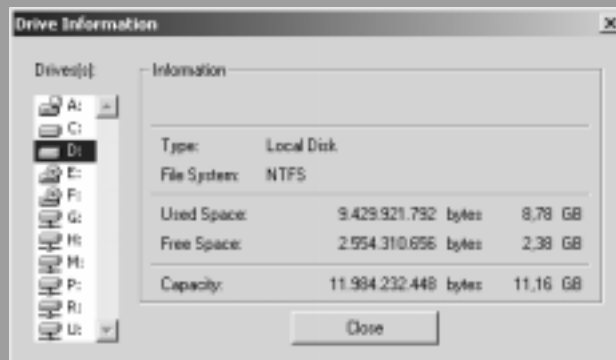 Drive Information
Drives(s):
A:
C:
D:
E:
F:
G:
H:
M:
P:
R:
U:
Information
Type: Local Disk
File System: NTFS
Used Space: 9.429.921.792 bytes 8,78 GB
Free Space: 2.554.310.656 bytes 2,38 GB
Capacity: 11.984.232.448 bytes 11,16 GB
Close